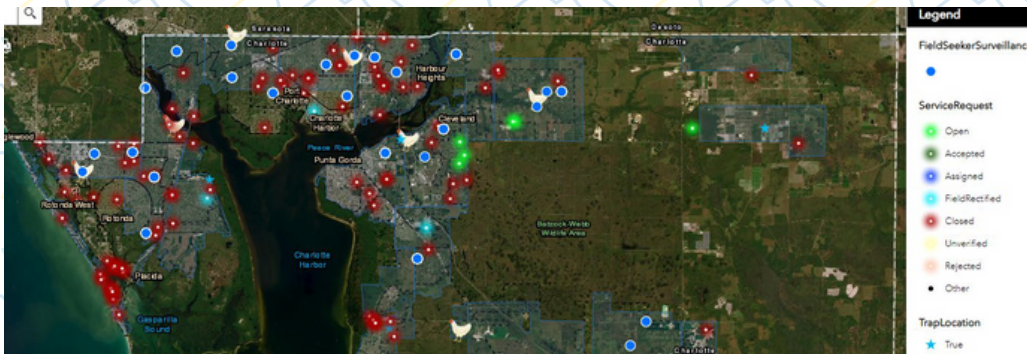 Legend
FieldSeekerSurveillanc
ServiceRequest
Open
Accepted
Assigned
FieldRectified
Closed
Unverified
Rejected
Other
TrapLocation
True
Sarasota
Charlotte
Desoto
Charlotte
Harbour
Heights
Port
Charlotte
Charlotte
Harbor
Cleveland
Peace River
Punta Gorda
glewood
Rotonda West
Rotonda
Babcock-Webb
Wildlife Area
Charlotte
Harbor
Placida
Gasparilla
Sound
Charlotte